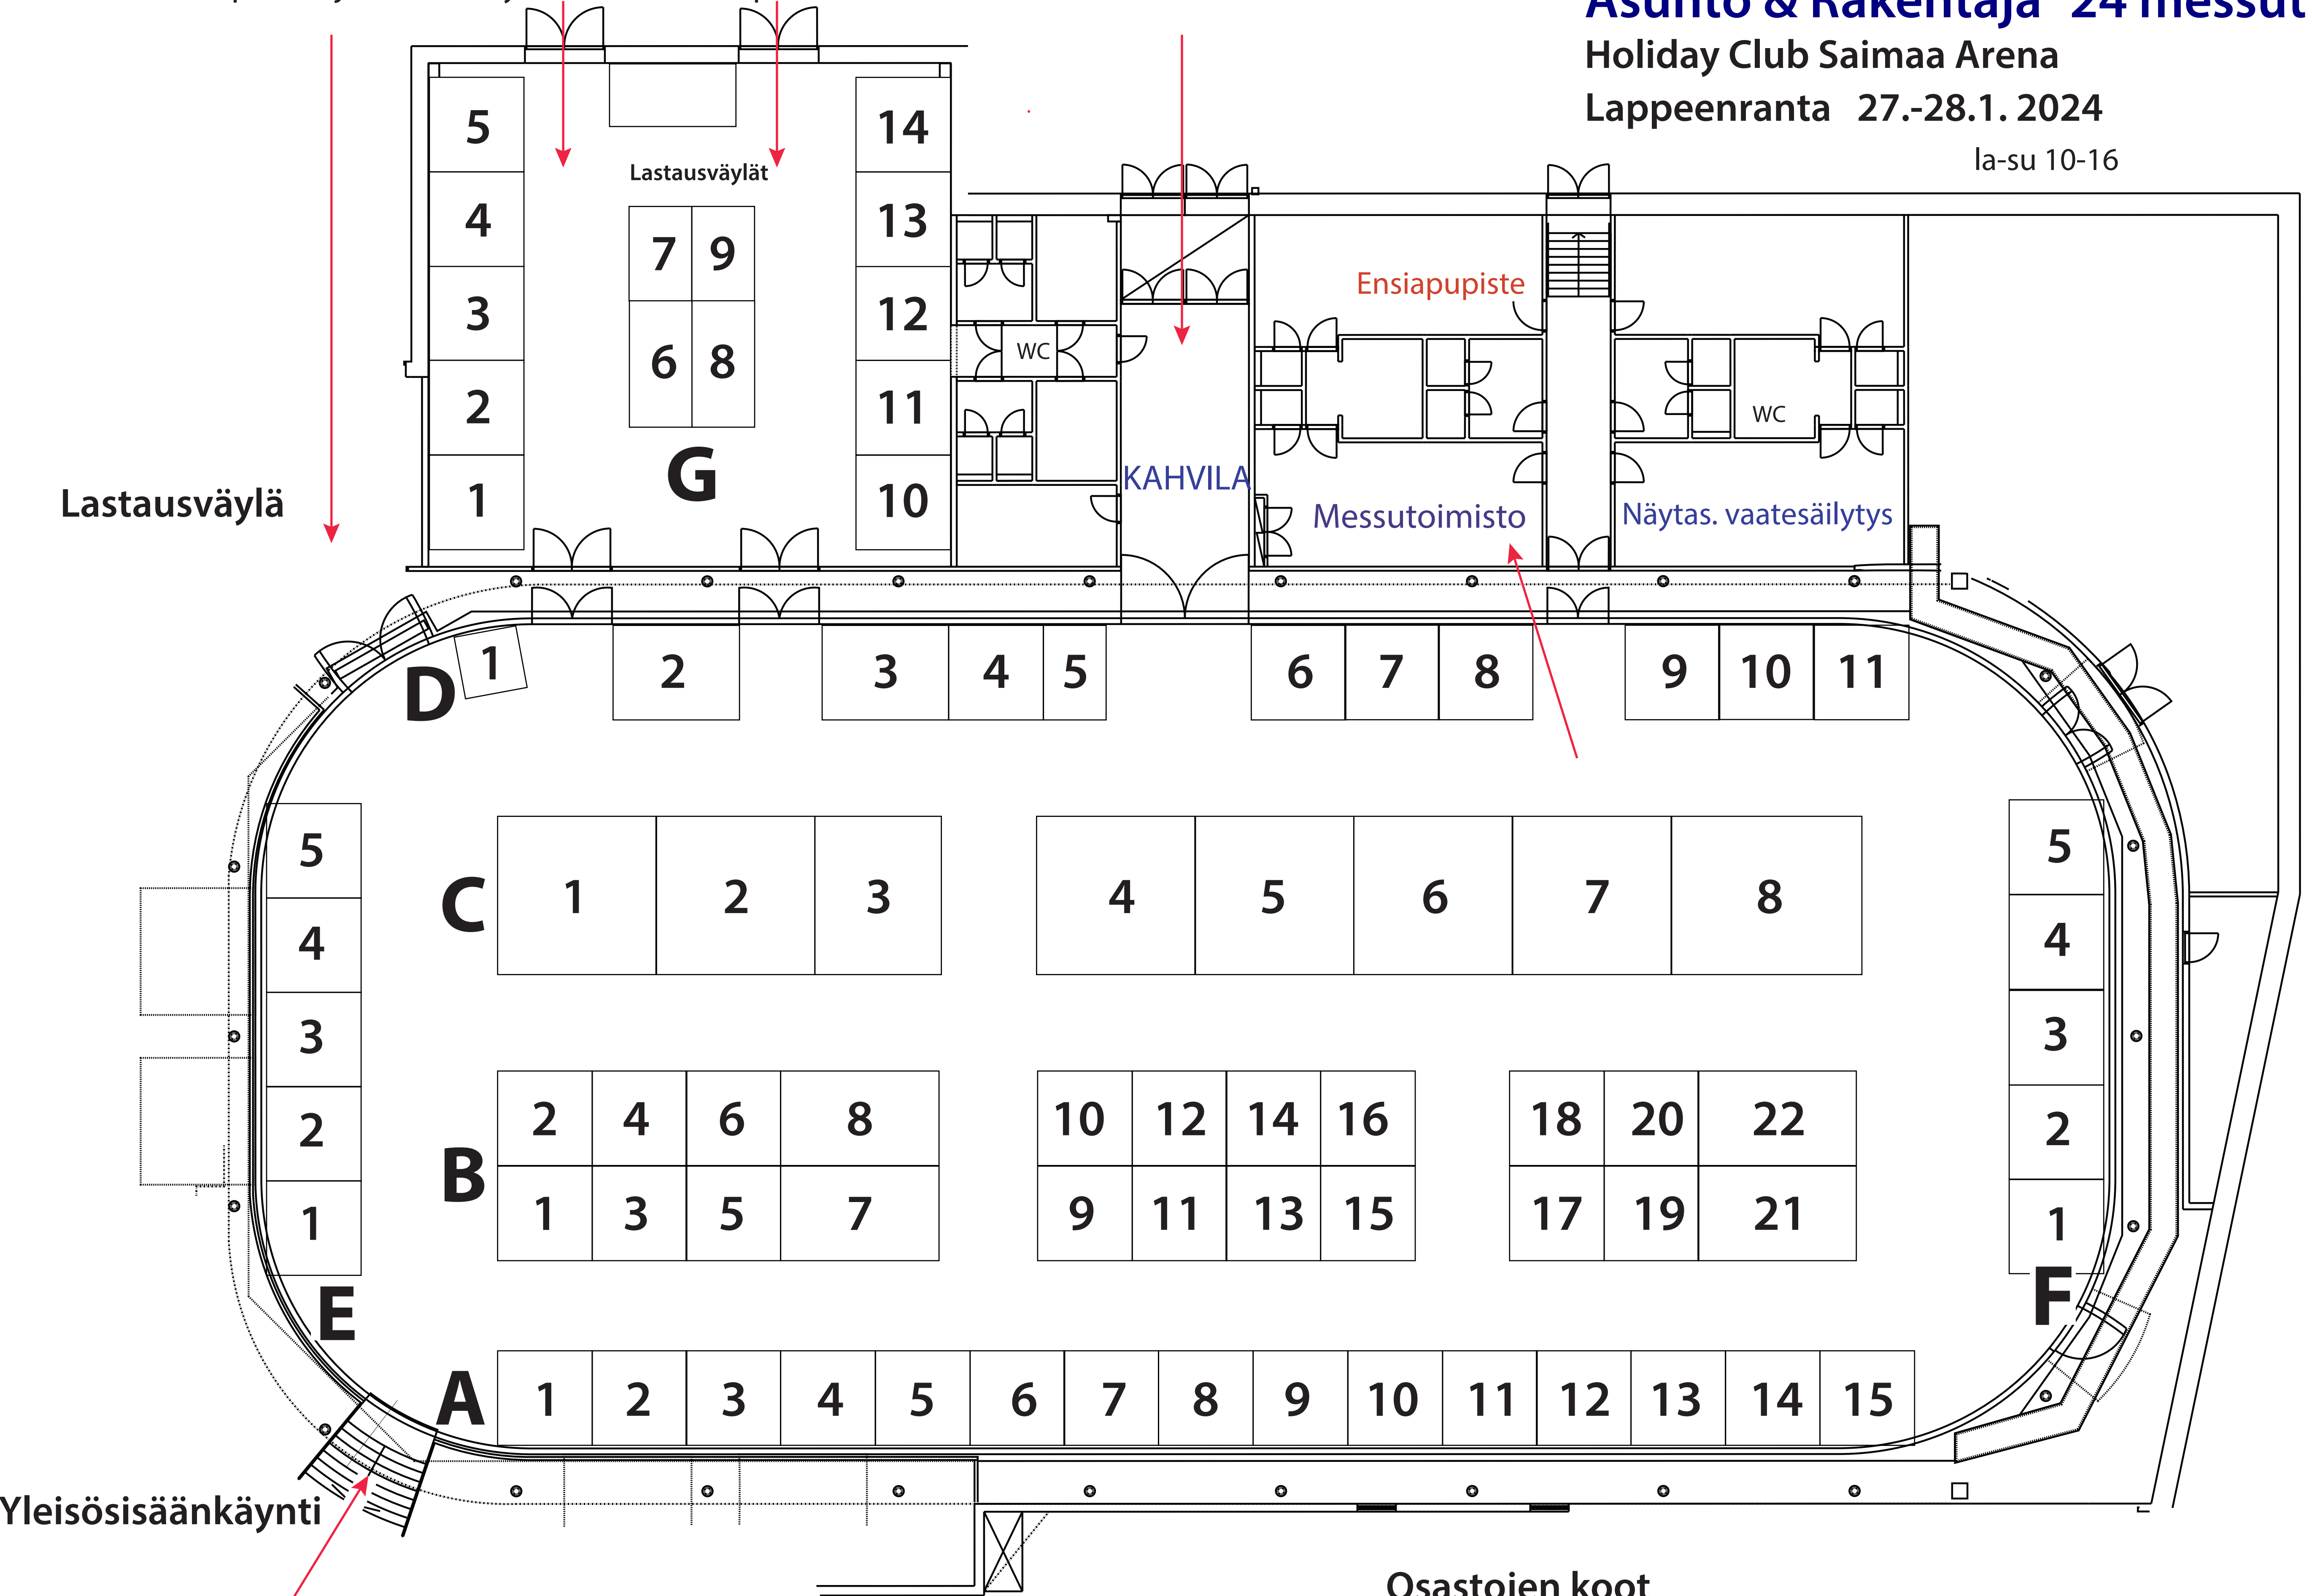 Asunto & Rakentaja 24 messut
Holiday Club Saimaa Arena
Lappeenranta 27.-28.1. 2024
la-su 10-16
5
14
Lastausväylät
4
13
7 9
3
12
Ensiapupiste
WC
6 8
2
11
WC
G
KAHVILA
1
10
Lastausväylä
Messutoimisto
Näytas. vaatesäilytys
D
1 2 3 4 5 6 7 8 9 10 11
5
5
C
1 2 3 4 5 6 7 8
4
4
3
3
2 4 6 8 10 12 14 16 18 20 22
2
2
B
1 3 5 7 9 11 13 15 17 19 21
1
1
E
F
A
1 2 3 4 5 6 7 8 9 10 11 12 13 14 15
Yleisösisäänkäynti
Osastojen koot